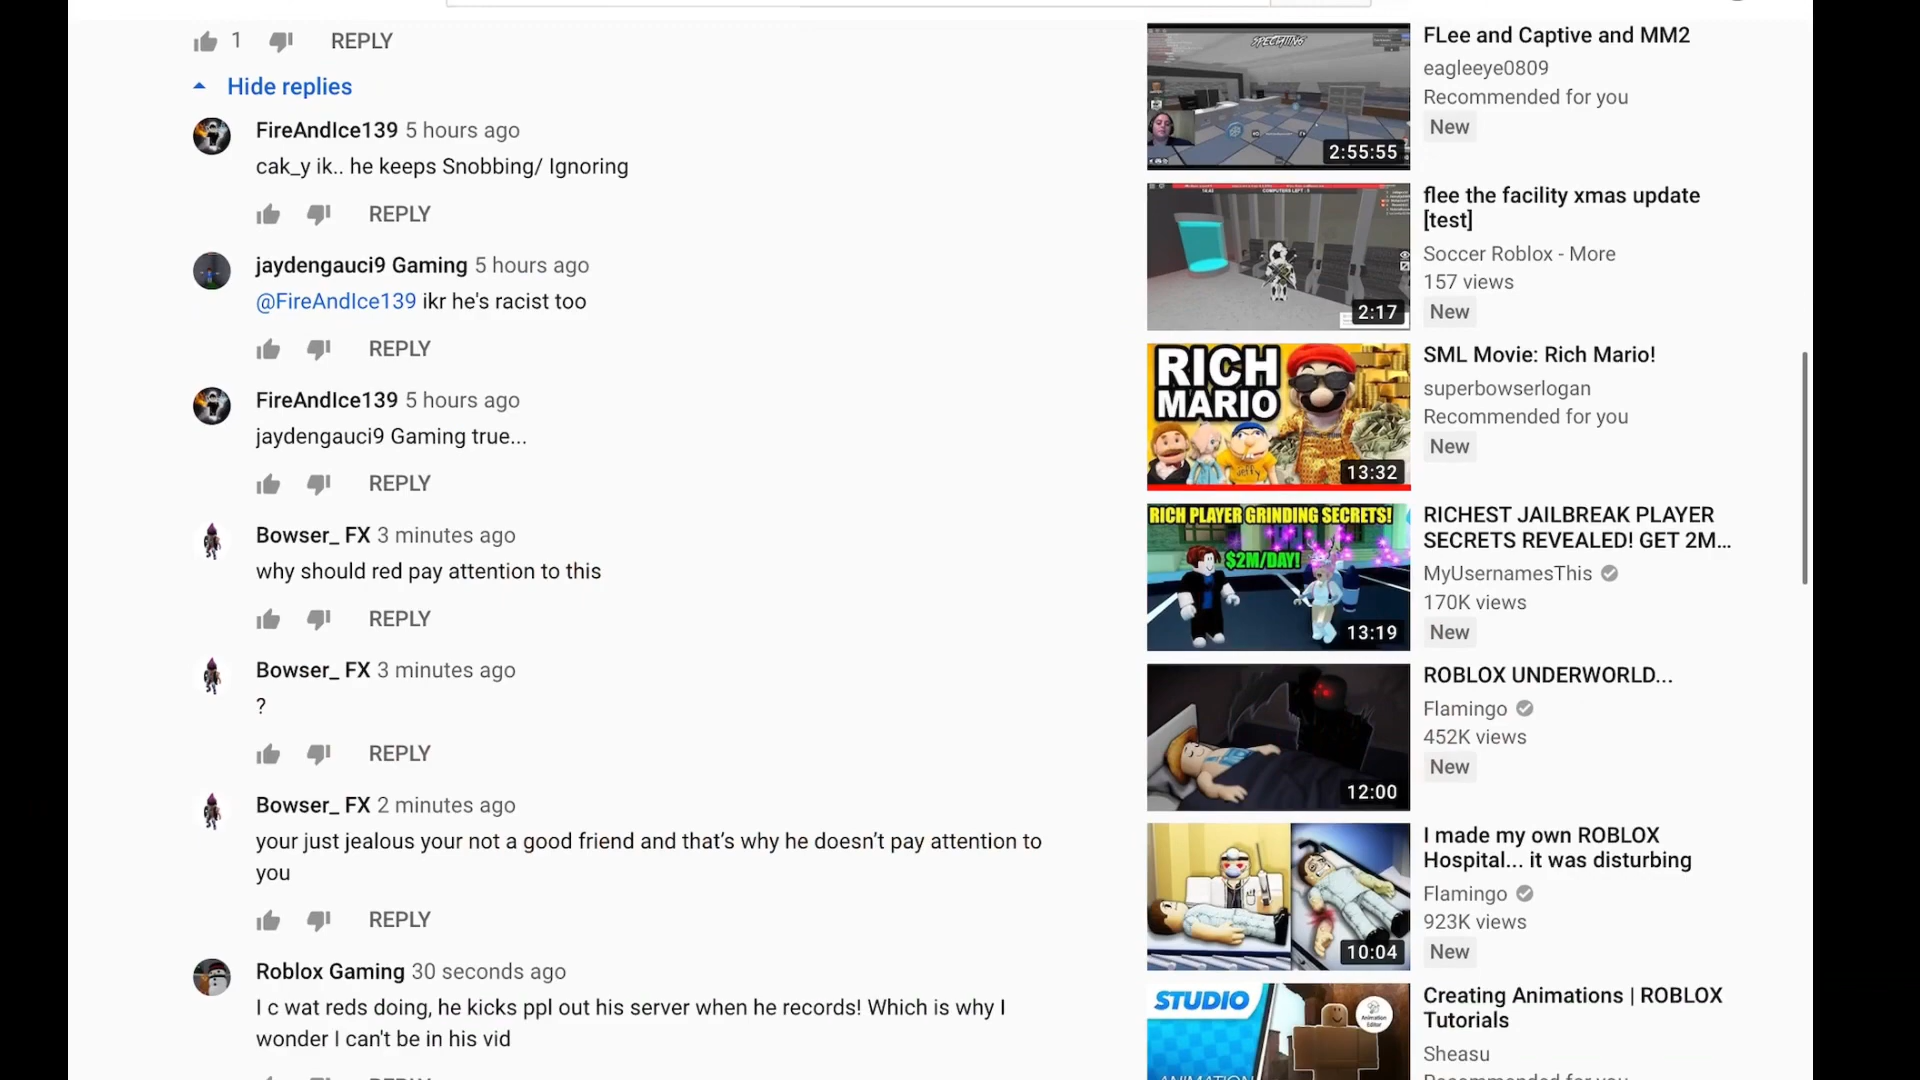 1 REPLY
Hide replies
FireAndIce139 5 hours ago
cak_y ik.. he keeps Snobbing/ Ignoring
REPLY
jaydengauci9 Gaming 5 hours ago
@FireAndIce139 ikr he's racist too
REPLY
FireAndIce139 5 hours ago
jaydengauci9 Gaming true...
REPLY
Bowser_ FX 3 minutes ago
why should red pay attention to this
REPLY
Bowser_ FX 3 minutes ago
?
REPLY
Bowser_ FX 2 minutes ago
your just jealous your not a good friend and that’s why he doesn’t pay attention to
you
REPLY
Roblox Gaming 30 seconds ago
I c wat reds doing, he kicks ppl out his server when he records! Which is why I
wonder I can't be in his vid
SPECTATING
2:55:55
FLee and Captive and MM2
eagleeye0809
Recommended for you
New
2:17
flee the facility xmas update
[test]
Soccer Roblox - More
157 views
New
RICH
MARIO
Jeffy
13:32
SML Movie: Rich Mario!
superbowserlogan
Recommended for you
New
RICH PLAYER GRINDING SECRETS!
$2M/DAY!
13:19
RICHEST JAILBREAK PLAYER
SECRETS REVEALED! GET 2M...
MyUsernamesThis
170K views
New
12:00
ROBLOX UNDERWORLD...
Flamingo
452K views
New
10:04
I made my own ROBLOX
Hospital... it was disturbing
Flamingo
923K views
New
STUDIO
Animation
Editor
ANIMATION
Creating Animations | ROBLOX
Tutorials
Sheasu
Recommended for you